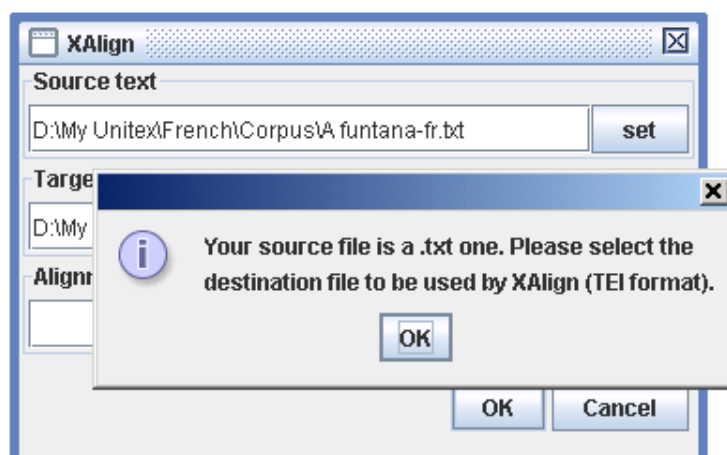 XAlign
Source text
D:\My Unitex\French\Corpus\A funtana-fr.txt
set
Targe
D:\My
Your source file is a .txt one. Please select the
destination file to be used by XAlign (TEI format).
OK
Alignr
OK Cancel